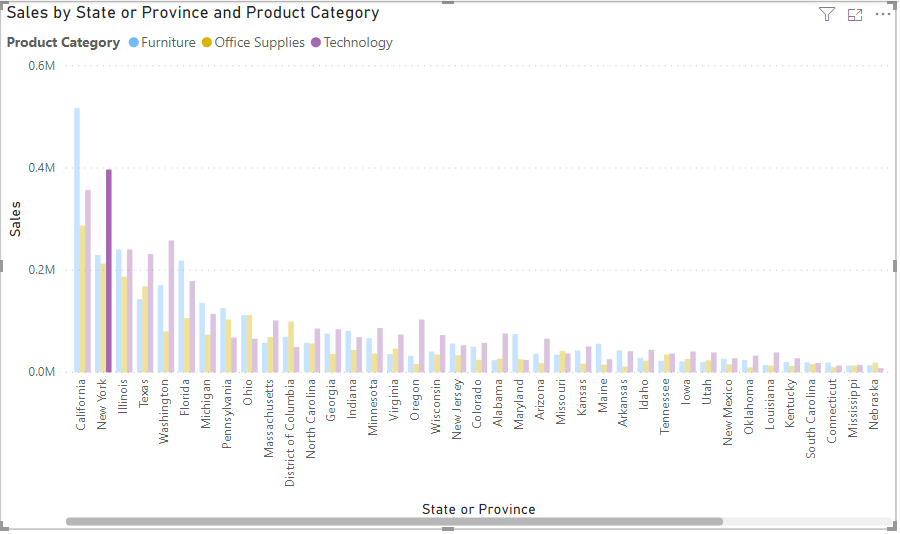 Sales by State or Province and Product Category
Product Category Furniture Office Supplies Technology
0.6M
0.4M
0.2M
0.0M
Sales
California
New York
Illinois
Texas
Washington
Florida
Michigan
Pennsylvania
Ohio
Massachusetts
District of Columbia
North Carolina
Georgia
Indiana
Minnesota
Virginia
Oregon
Wisconsin
New Jersey
Colorado
Alabama
Maryland
Arizona
Missouri
Kansas
Maine
Arkansas
Idaho
Tennessee
Iowa
Utah
New Mexico
Oklahoma
Louisiana
Kentucky
South Carolina
Connecticut
Mississippi
Nebraska
State or Province